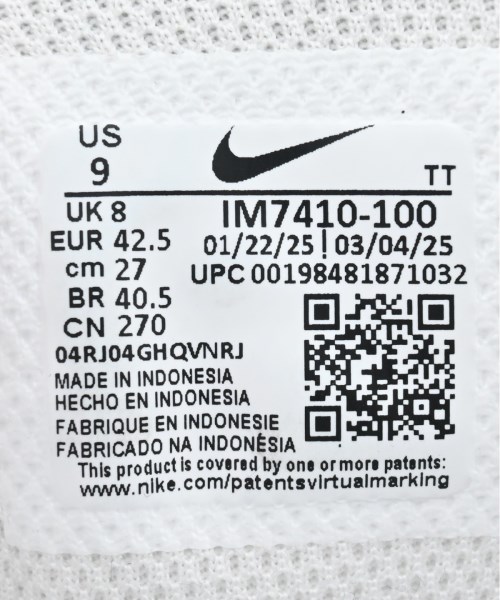 US
9
TT
UK 8
EUR 42.5
cm 27
BR 40.5
CN 270
IM7410-100
01/22/25 | 03/04/25
UPC 00198481871032
04RJ04GHQVNRJ
MADE IN INDONESIA
HECHO EN INDONESIA
FABRIQUE EN INDONESIE
FABRICADO NA INDONÉSIA
This product is covered by one or more patents:
www.nike.com/patentsvirtualmarking